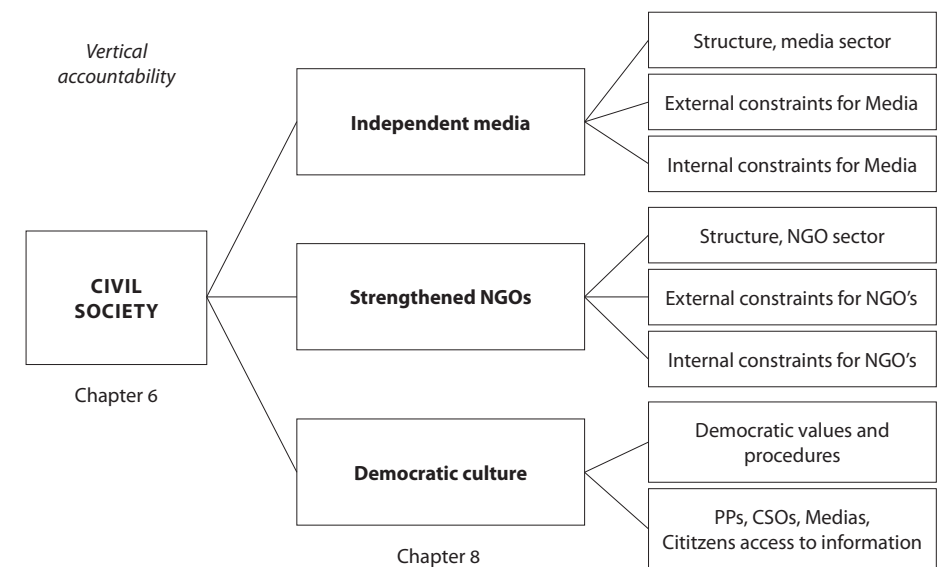 Vertical
accountability
CIVIL
SOCIETY
Chapter 6
Independent media
Structure, media sector
External constraints for Media
Internal constraints for Media
Strengthened NGOs
Structure, NGO sector
External constraints for NGO’s
Internal constraints for NGO’s
Democratic culture
Chapter 8
Democratic values and
procedures
PPs, CSOs, Medias,
Cititzens access to information